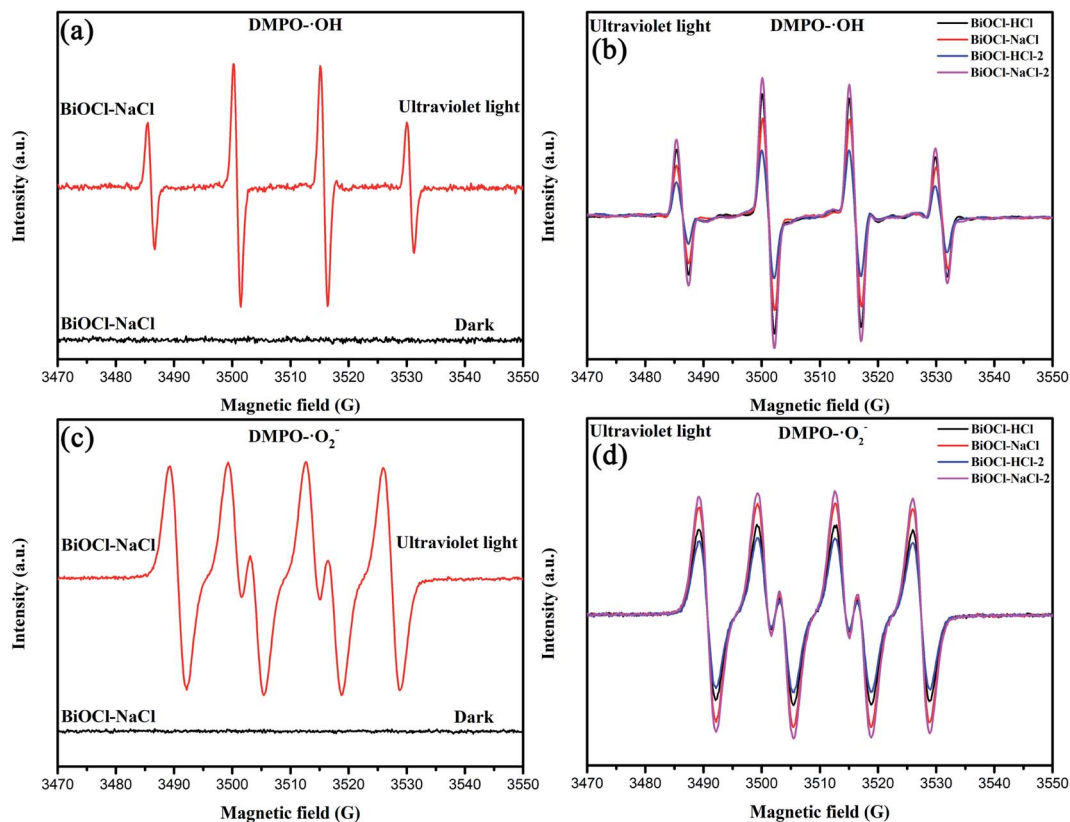 (a)
DMPO-·OH
BiOCl-NaCl
Ultraviolet light
BiOCl-NaCl
Dark
Intensity (a.u.)
3470 3480 3490 3500 3510 3520 3530 3540 3550
Magnetic field (G)
Ultraviolet light
DMPO-·OH
(b)
BiOCl-HCl
BiOCl-NaCl
BiOCl-HCl-2
BiOCl-NaCl-2
Intensity (a.u.)
3470 3480 3490 3500 3510 3520 3530 3540 3550
Magnetic field (G)
(c)
DMPO-·O₂⁻
BiOCl-NaCl
Ultraviolet light
BiOCl-NaCl
Dark
Intensity (a.u.)
3470 3480 3490 3500 3510 3520 3530 3540 3550
Magnetic field (G)
Ultraviolet light
DMPO-·O₂⁻
(d)
BiOCl-HCl
BiOCl-NaCl
BiOCl-HCl-2
BiOCl-NaCl-2
Intensity (a.u.)
3470 3480 3490 3500 3510 3520 3530 3540 3550
Magnetic field (G)